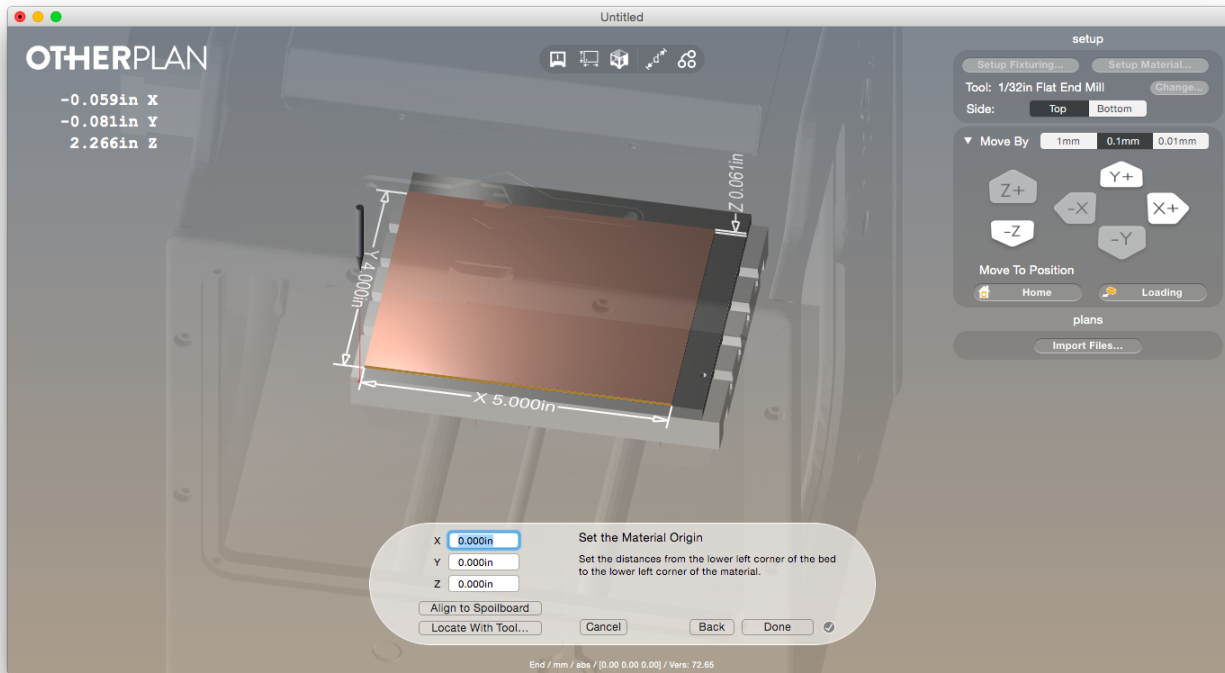 Untitled
OTHERPLAN
-0.059in X
-0.081in Y
2.266in Z
setup
Setup Fixturing...
Setup Material...
Tool: 1/32in Flat End Mill
Change...
Side:
Top
Bottom
Move By
1mm
0.1mm
0.01mm
Z+
Y+
-X
X+
-Z
-Y
Move To Position
Home
Loading
plans
Import Files...
Z 0.061in
Y 4.000in
X 5.000in
X 0.000in
Y 0.000in
Z 0.000in
Align to Spoilboard
Locate With Tool...
Set the Material Origin
Set the distances from the lower left corner of the bed
to the lower left corner of the material.
Cancel
Back
Done
End / mm / abs / [0.00 0.00 0.00] / Vers: 72.65